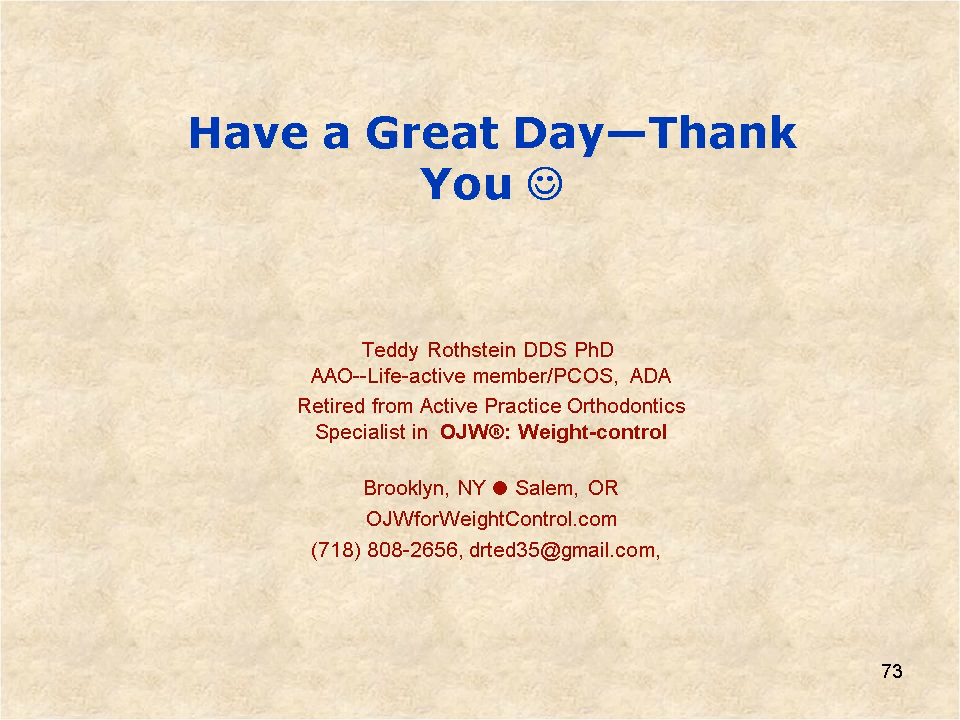 Have a Great Day—Thank
You ☺
Teddy Rothstein DDS PhD
AAO--Life-active member/PCOS, ADA
Retired from Active Practice Orthodontics
Specialist in OJW®: Weight-control
Brooklyn, NY ● Salem, OR
OJWforWeightControl.com
(718) 808-2656, drted35@gmail.com,
73